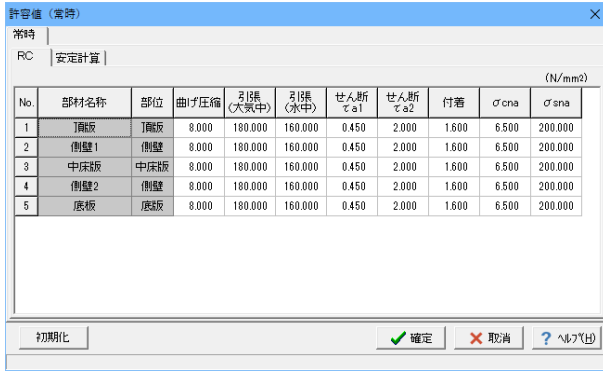 許容値（常時）
常時
RC 安定計算
(N/mm2)
No. 部材名称 部位 曲げ圧縮 引張(大気中) 引張(水中) せん断τa1 せん断τa2 付着 σcna σsna
1 頂版 頂版 8.000 180.000 160.000 0.450 2.000 1.600 6.500 200.000
2 側壁1 側壁 8.000 180.000 160.000 0.450 2.000 1.600 6.500 200.000
3 中床版 中床版 8.000 180.000 160.000 0.450 2.000 1.600 6.500 200.000
4 側壁2 側壁 8.000 180.000 160.000 0.450 2.000 1.600 6.500 200.000
5 底板 底版 8.000 180.000 160.000 0.450 2.000 1.600 6.500 200.000
初期化 確定 取消 ? ﾍﾙﾌﾟ(H)